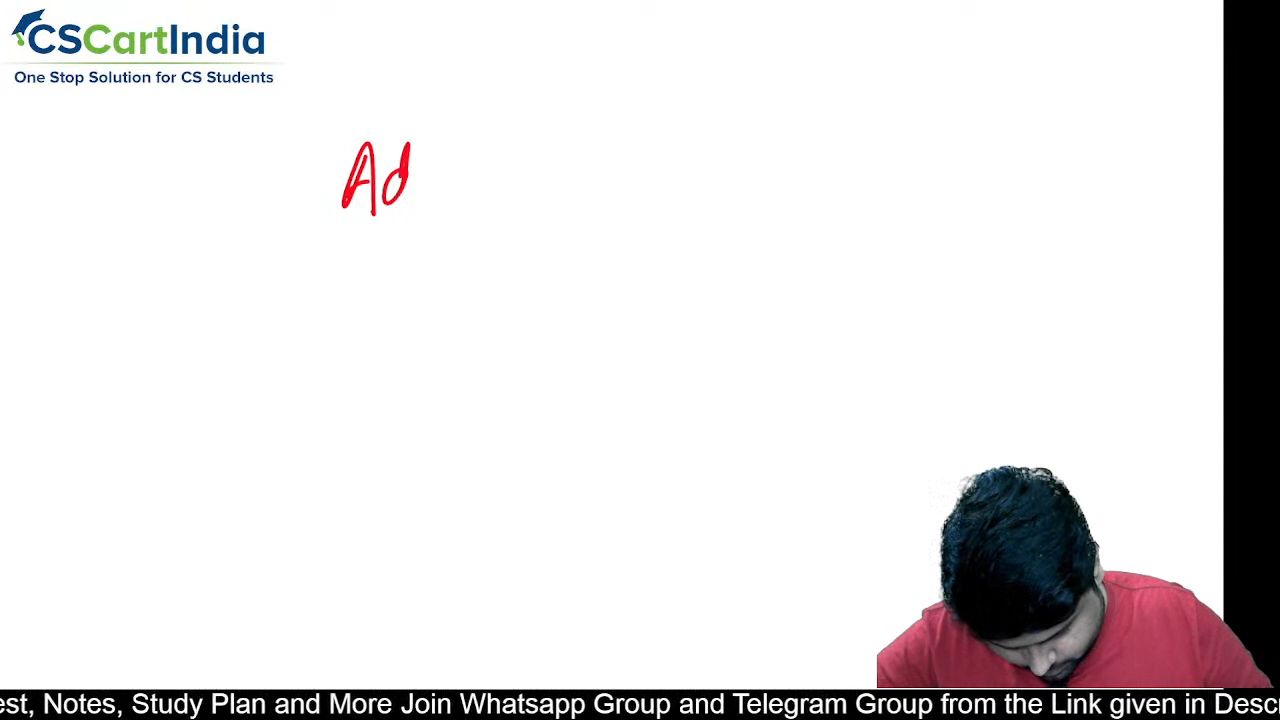 CSCartIndia
One Stop Solution for CS Students
Ad
est, Notes, Study Plan and More Join Whatsapp Group and Telegram Group from the Link given in Desc